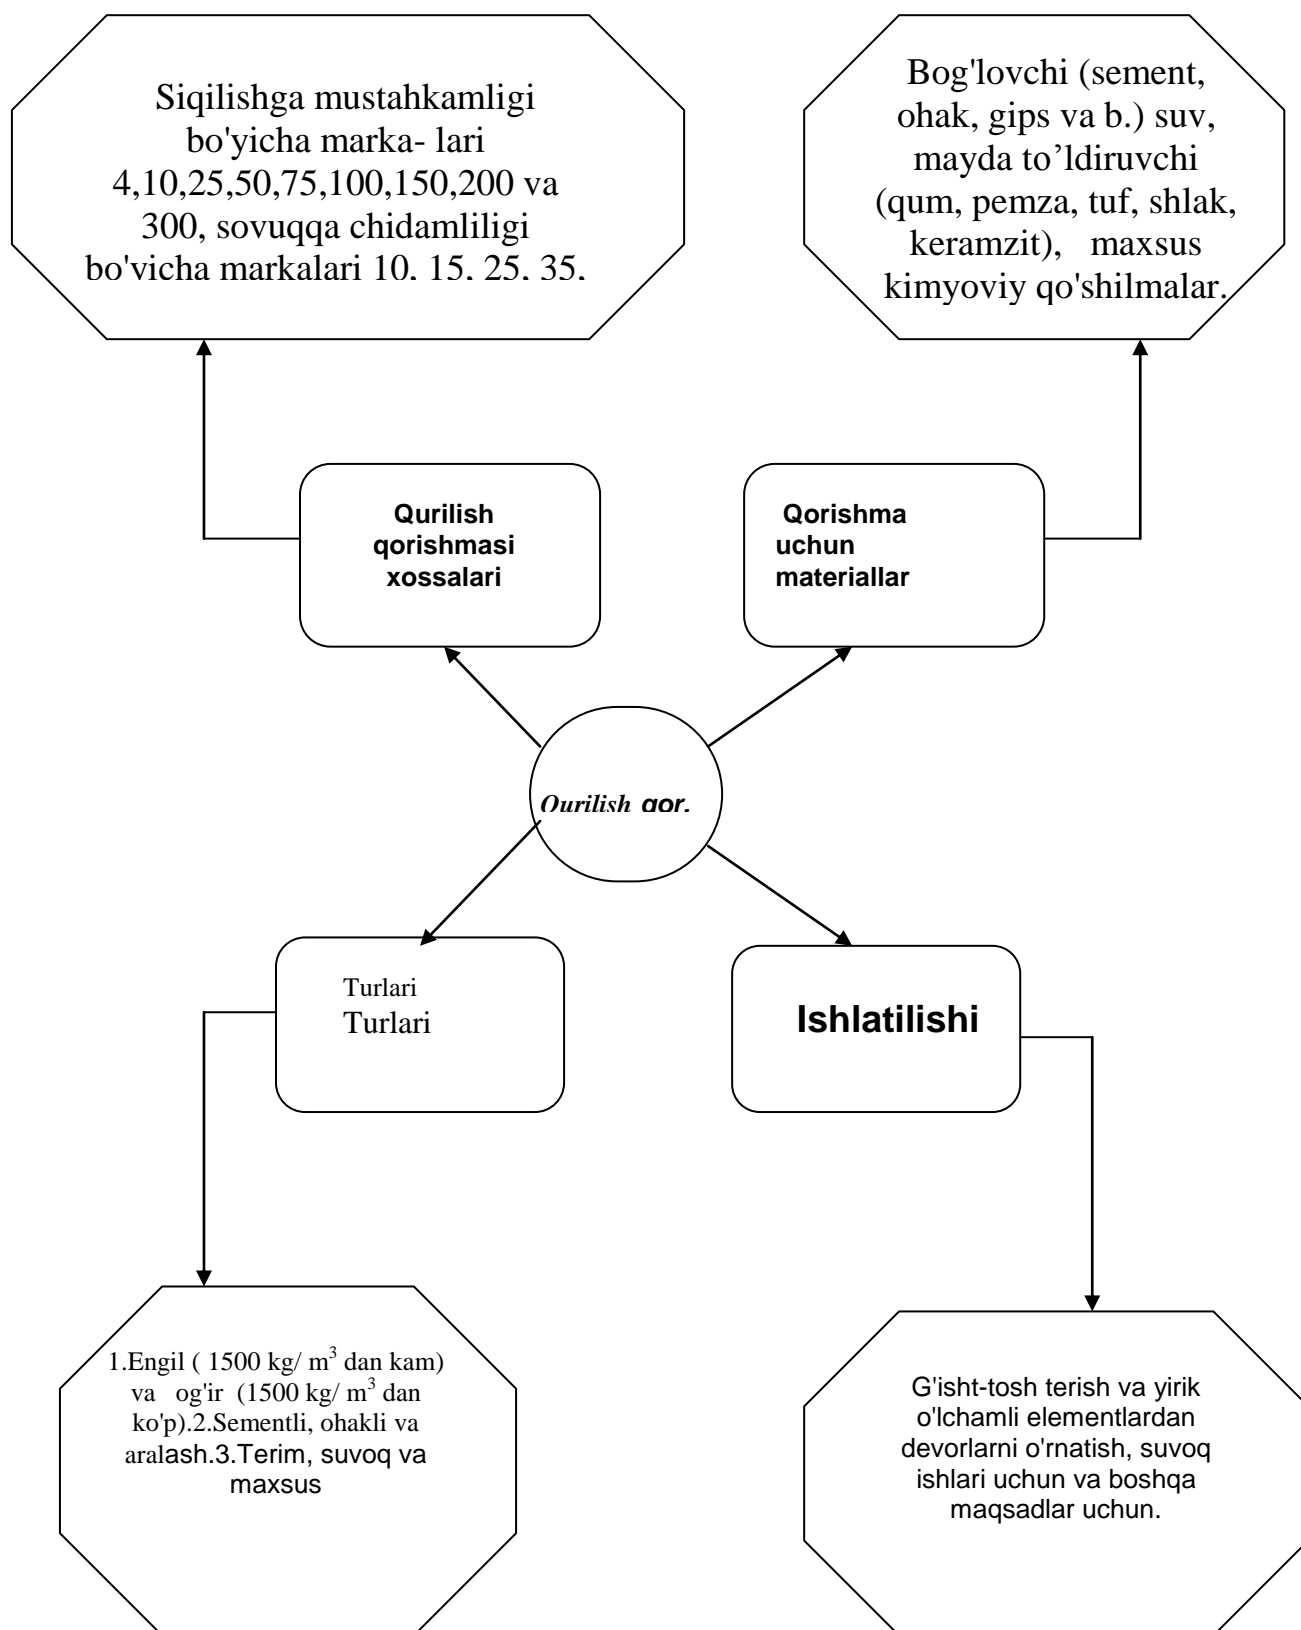 Siqilishga mustahkamligi
bo'yicha marka- lari
4,10,25,50,75,100,150,200 va
300, sovuqqa chidamliligi
bo'yicha markalari 10, 15, 25, 35,
Bog'lovchi (sement,
ohak, gips va b.) suv,
mayda to’ldiruvchi
(qum, pemza, tuf, shlak,
keramzit), maxsus
kimyoviy qo'shilmalar.
Qurilish
qorishmasi
xossalari
Qorishma
uchun
materiallar
Qurilish qor.
Turlari
Turlari
Ishlatilishi
1.Engil ( 1500 kg/ m³ dan kam)
va og'ir (1500 kg/ m³ dan
ko'p).2.Sementli, ohakli va
aralash.3.Terim, suvoq va
maxsus
G'isht-tosh terish va yirik
o'lchamli elementlardan
devorlarni o'rnatish, suvoq
ishlari uchun va boshqa
maqsadlar uchun.